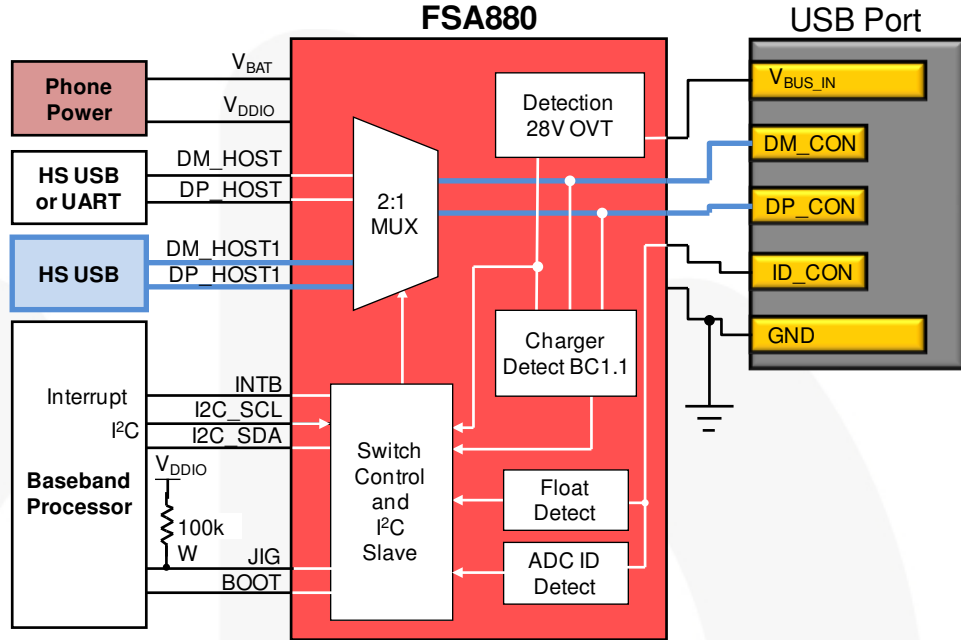 FSA880
USB Port
Phone
Power
VBAT
VDDIO
HS USB
or UART
DM_HOST
DP_HOST
HS USB
DM_HOST1
DP_HOST1
2:1
MUX
Detection
28V OVT
Charger
Detect BC1.1
VBUS_IN
DM_CON
DP_CON
ID_CON
GND
Interrupt
I²C
Baseband
Processor
INTB
I2C_SCL
I2C_SDA
VDDIO
100k
W
JIG
BOOT
Switch
Control
and
I²C
Slave
Float
Detect
ADC ID
Detect